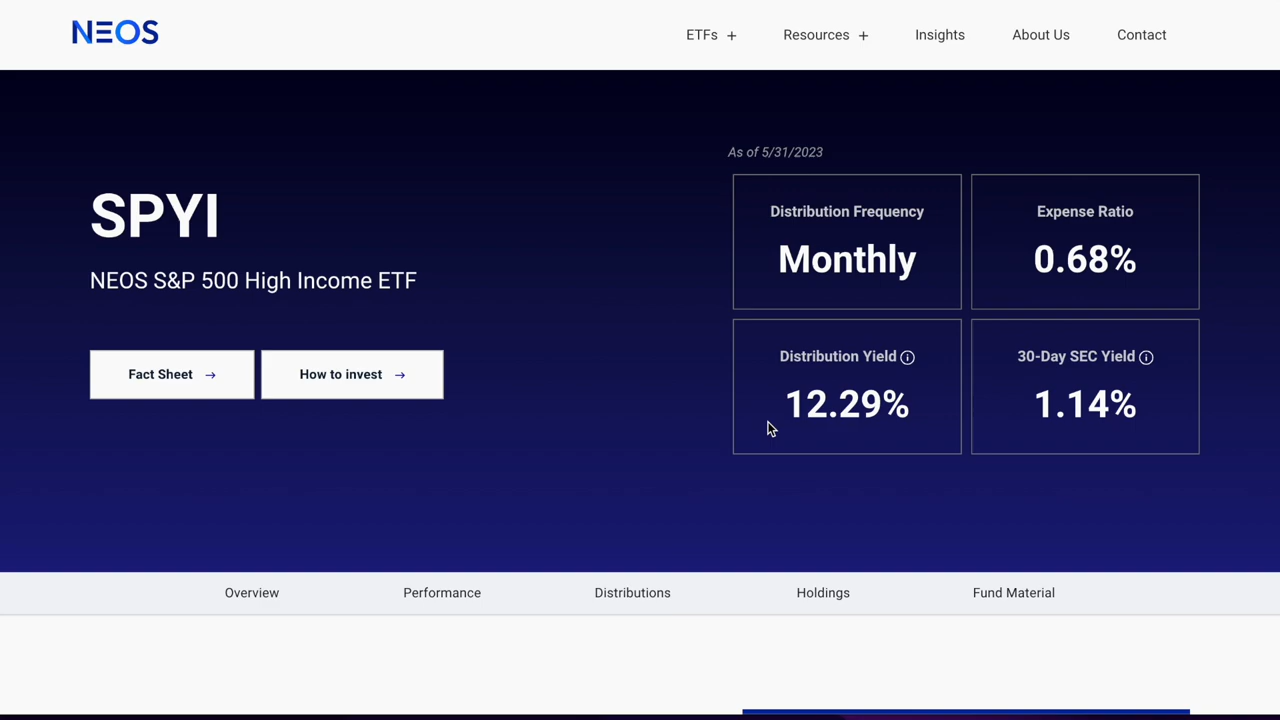 NEOS
ETFs +
Resources +
Insights
About Us
Contact
As of 5/31/2023
SPYI
NEOS S&P 500 High Income ETF
Fact Sheet →
How to invest →
Distribution Frequency
Monthly
Expense Ratio
0.68%
Distribution Yield
12.29%
30-Day SEC Yield
1.14%
Overview
Performance
Distributions
Holdings
Fund Material